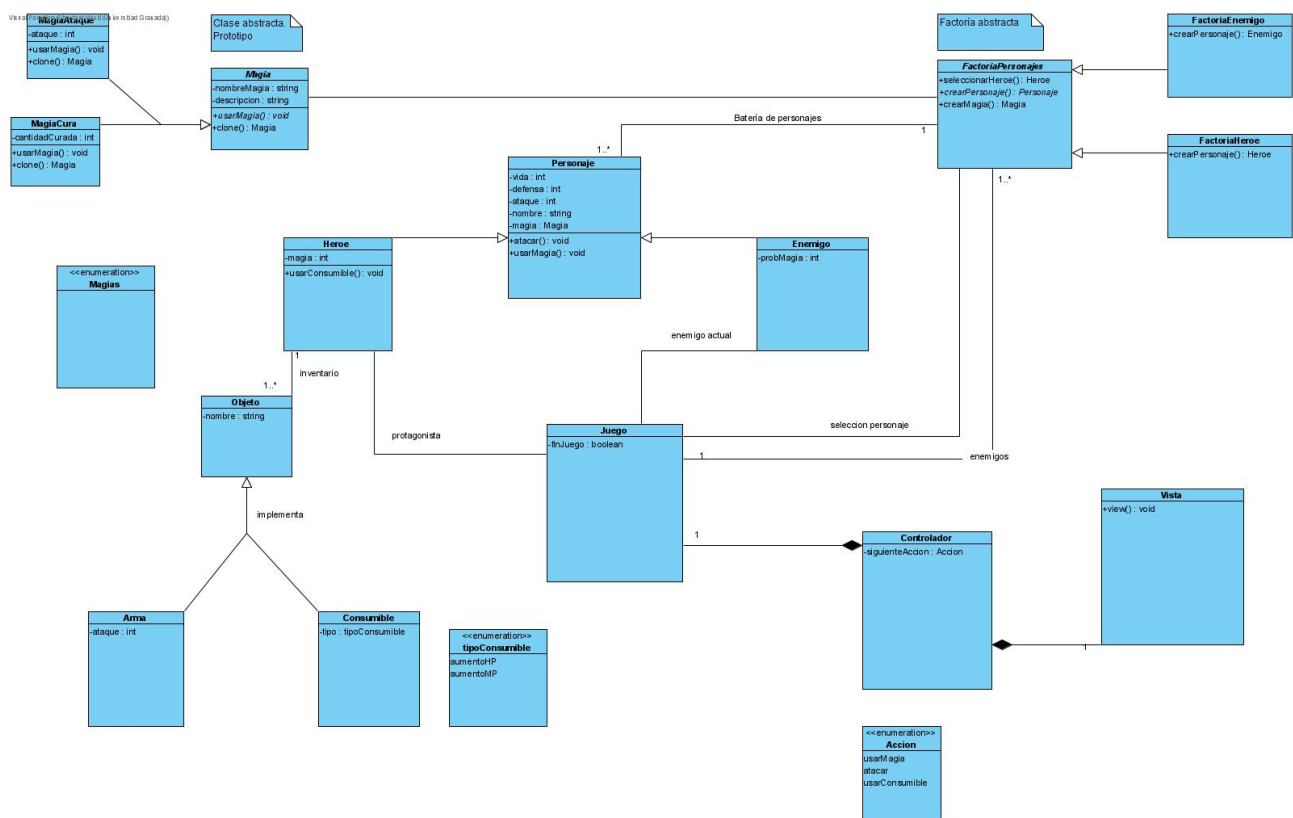 MagiaAtaque
-ataque : int
+usarMagia() : void
+clone() : Magia
Clase abstracta.
Prototipo
Factoría abstracta
FactoriaEnemigo
+crearPersonaje() : Enemigo
Magia
-nombreMagia : string
-descripcion : string
+usarMagia() : void
+clone() : Magia
FactoríaPersonajes
+seleccionarHeroe() : Heroe
+crearPersonaje() : Personaje
+crearMagia() : Magia
MagiaCura
-cantidadCurada : int
+usarMagia() : void
+clone() : Magia
Batería de personajes
1
1..*
FactoriaHeroe
+crearPersonaje() : Heroe
Personaje
-vida : int
-defensa : int
-ataque : int
-nombre : string
-magia : Magia
+atacar() : void
+usarMagia() : void
1..*
Heroe
-magia : int
+usarConsumible() : void
Enemigo
-probMagia : int
<<enumeration>>
Magias
enemigo actual
1
inventario
1..*
Objeto
-nombre : string
protagonista
Juego
-finJuego : boolean
seleccion personaje
1
enemigos
implementa
1
Controlador
-siguienteAccion : Accion
Vista
+view() : void
1
Arma
-ataque : int
Consumible
-tipo : tipoConsumible
<<enumeration>>
tipoConsumible
aumentoHP
aumentoMP
<<enumeration>>
Accion
usarMagia
atacar
usarConsumible